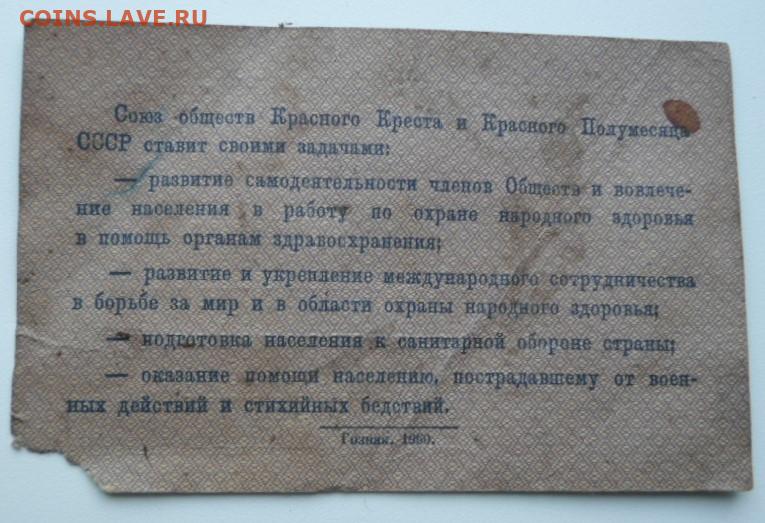 COINS.LAVE.RU
Союз обществ Красного Креста и Красного Полумесяца
СССР ставит своими задачами:
— развитие самодеятельности членов Обществ и вовлече-
ние населения в работу по охране народного здоровья
в помощь органам здравоохранения;
— развитие и укрепление международного сотрудничества
в борьбе за мир и в области охраны народного здоровья;
— подготовка населения к санитарной обороне страны;
— оказание помощи населению, пострадавшему от воен-
ных действий и стихийных бедствий.
Гознак. 1960.